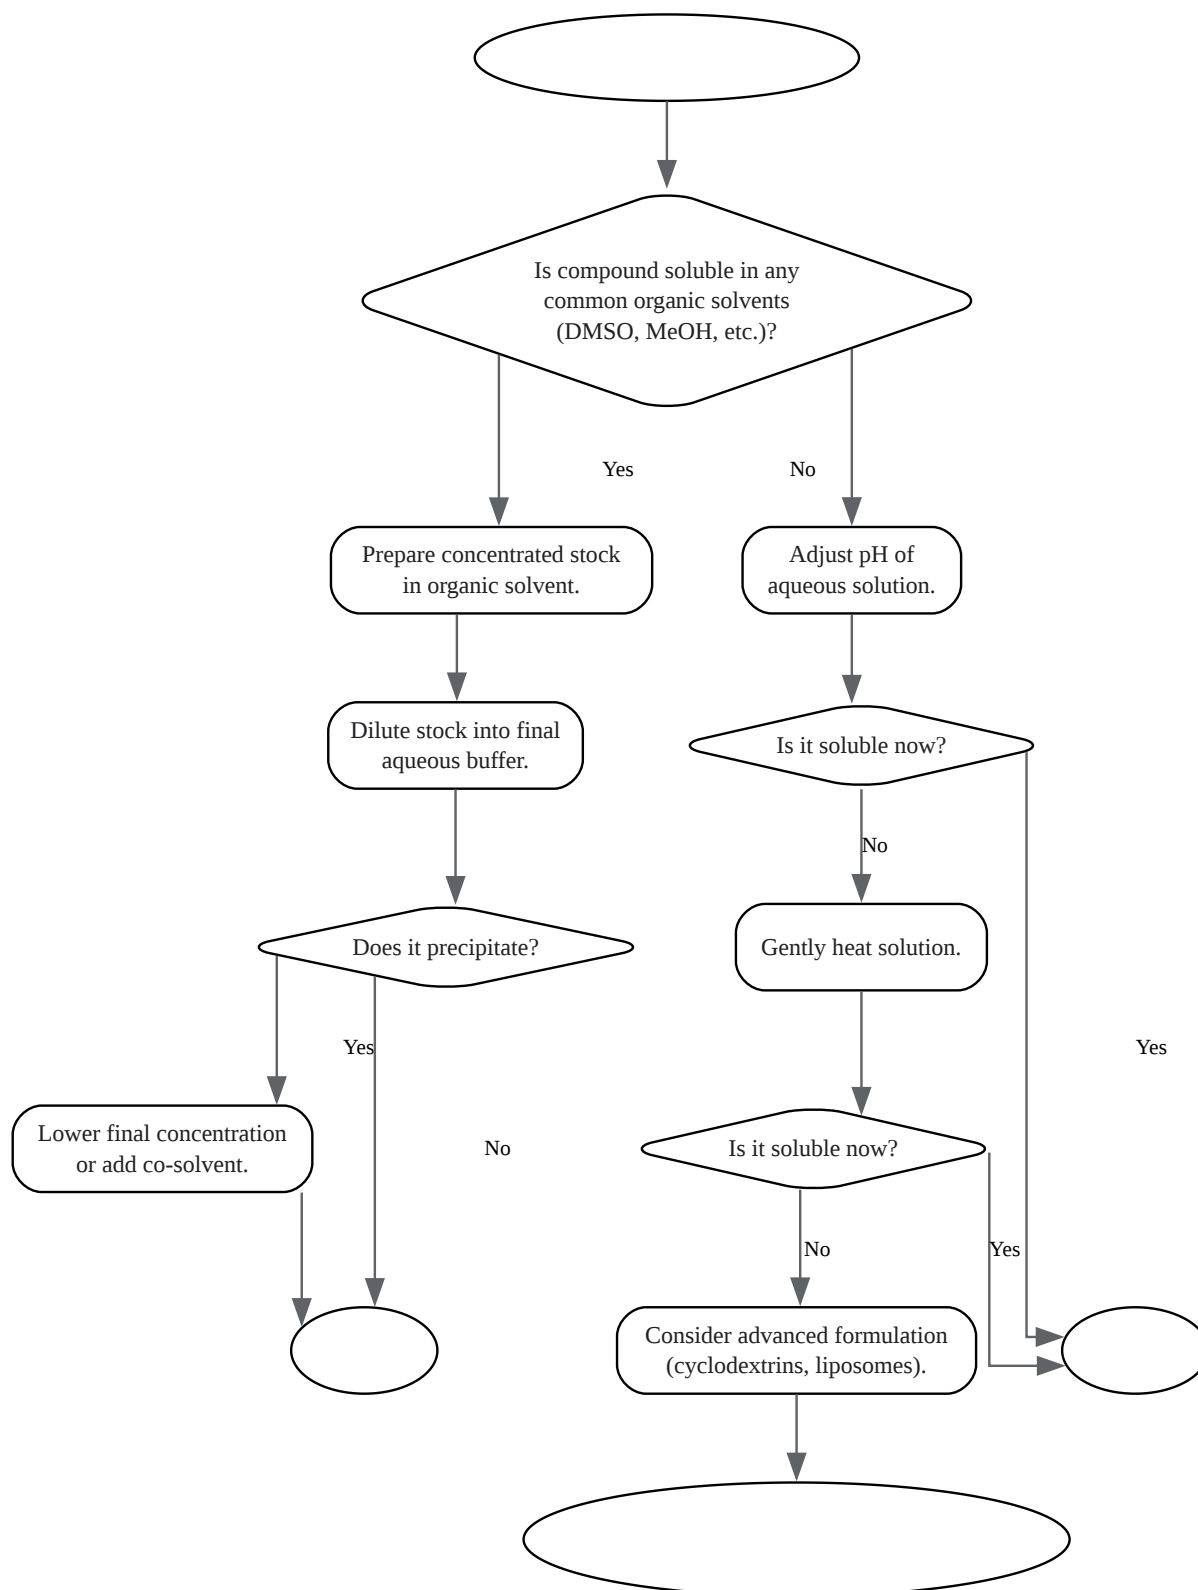 Is compound soluble in any
common organic solvents
(DMSO, MeOH, etc.)?
Yes
No
Prepare concentrated stock
in organic solvent.
Adjust pH of
aqueous solution.
Dilute stock into final
aqueous buffer.
Is it soluble now?
No
Does it precipitate?
Gently heat solution.
Yes
Yes
Lower final concentration
or add co-solvent.
No
Is it soluble now?
No
Yes
Consider advanced formulation
(cyclodextrins, liposomes).